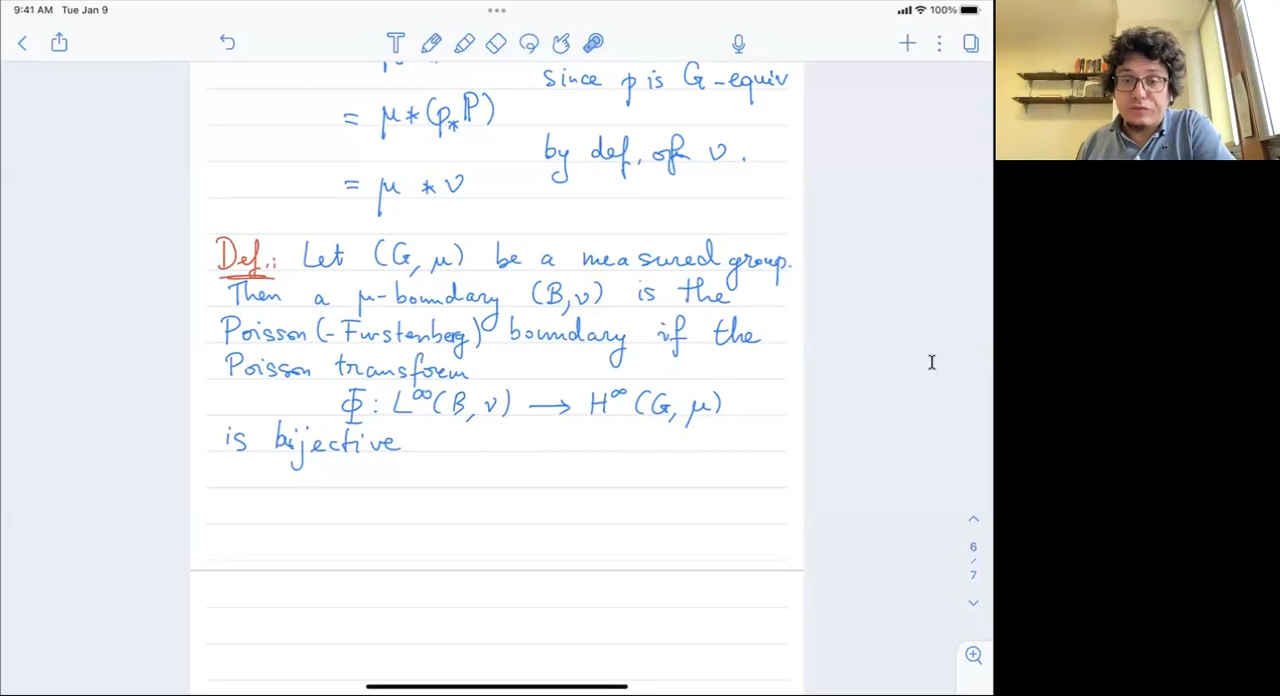 9:41 AM Tue Jan 9
100%
since p is G-equiv
= μ * (p_* ℙ)
by def. of ν.
= μ * ν
Def.: Let (G, μ) be a measured group.
Then a μ-boundary (B, ν) is the
Poisson(-Furstenberg) boundary if the
Poisson transform
Φ : L^∞(B, ν) → H^∞(G, μ)
is bijective
6
/
7